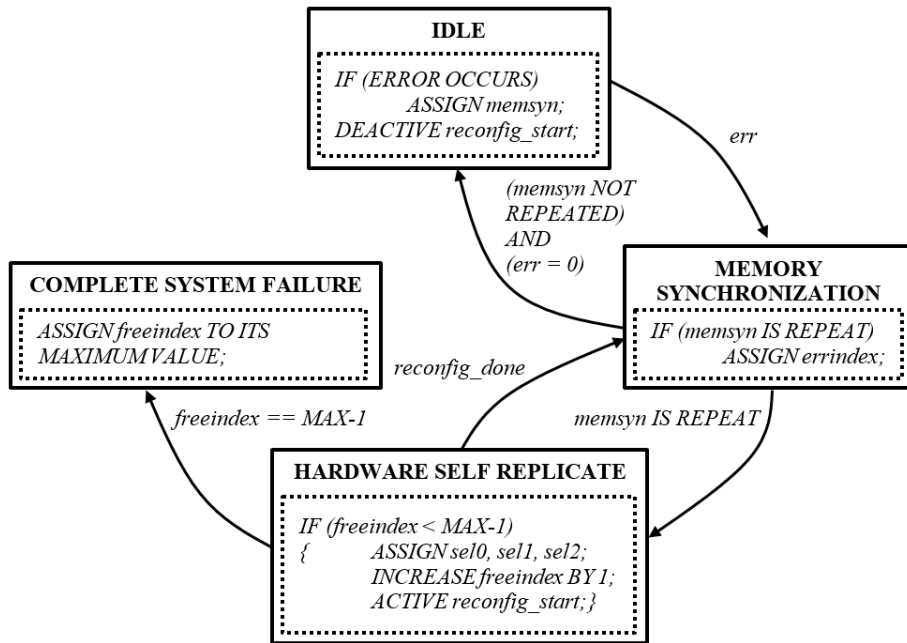 IDLE
IF (ERROR OCCURS)
ASSIGN memsyn;
DEACTIVE reconfig_start;
err
(memsyn NOT
REPEATED)
AND
(err = 0)
MEMORY
SYNCHRONIZATION
IF (memsyn IS REPEAT)
ASSIGN errindex;
COMPLETE SYSTEM FAILURE
ASSIGN freeindex TO ITS
MAXIMUM VALUE;
reconfig_done
freeindex == MAX-1
memsyn IS REPEAT
HARDWARE SELF REPLICATE
IF (freeindex < MAX-1)
{ ASSIGN sel0, sel1, sel2;
INCREASE freeindex BY 1;
ACTIVE reconfig_start;}